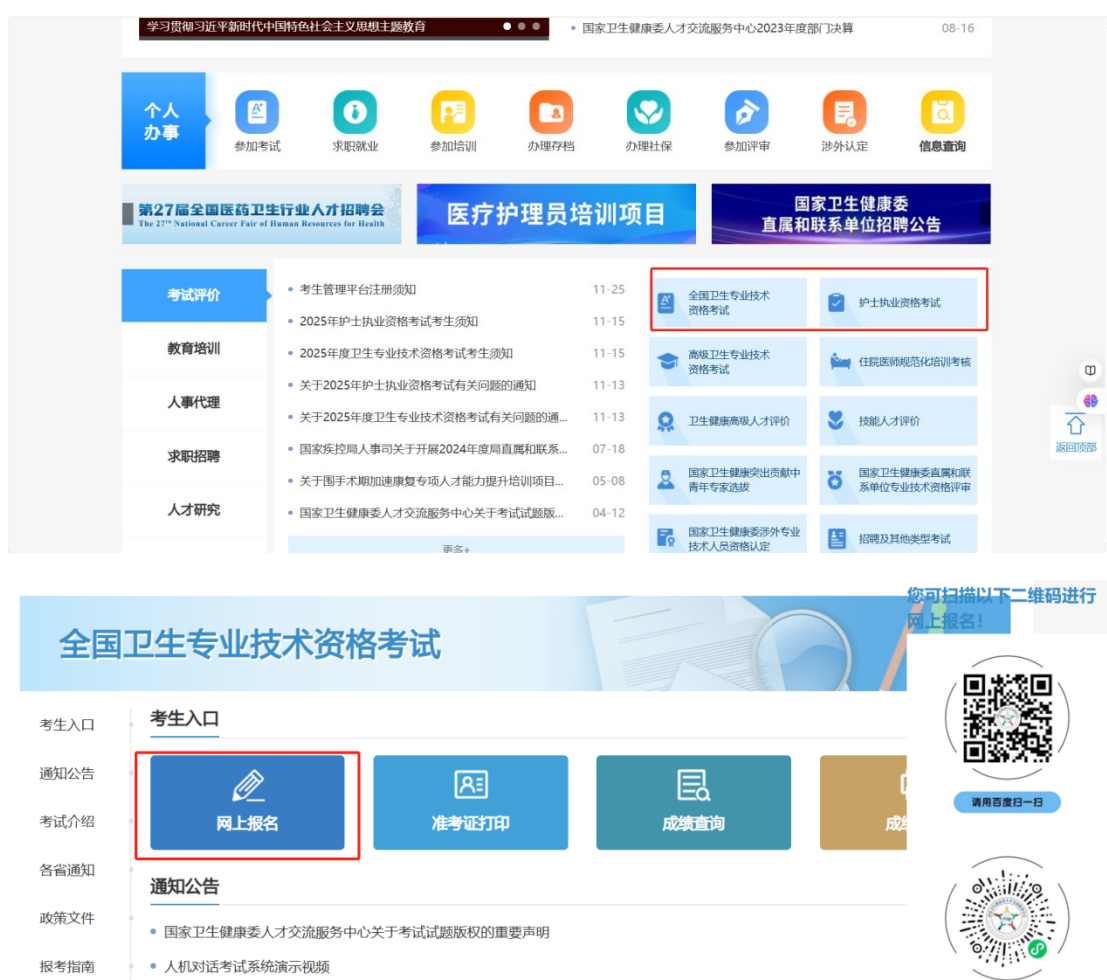 学习贯彻习近平新时代中国特色社会主义思想主题教育
国家卫生健康委人才交流服务中心2023年度部门决算 08-16
个人
办事
参加考试 求职就业 参加培训 办理存档 办理社保 参加评审 涉外认定 信息查询
第27届全国医药卫生行业人才招聘会
The 27th National Career Fair of Human Resources for Health
医疗护理员培训项目
国家卫生健康委
直属和联系单位招聘公告
考试评价
教育培训
人事代理
求职招聘
人才研究
考生管理平台注册须知 11-25
2025年护士执业资格考试考生须知 11-15
2025年度卫生专业技术资格考试考生须知 11-15
关于2025年护士执业资格考试有关问题的通知 11-13
关于2025年度卫生专业技术资格考试有关问题的通... 11-13
国家疾控局人事司关于开展2024年度局直属和联系... 07-18
关于围手术期加速康复专项人才能力提升培训项目... 05-08
国家卫生健康委人才交流服务中心关于考试试题版... 04-12
更多+
全国卫生专业技术
资格考试
护士执业资格考试
高级卫生专业技术
资格考试
住院医师规范化培训考核
卫生健康高级人才评价
技能人才评价
国家卫生健康突出贡献中
青年专家选拔
国家卫生健康委直属和联
系单位专业技术资格评审
国家卫生健康委涉外专业
技术人员资格认定
招聘及其他类型考试
返回顶部
您可扫描以下二维码进行
网上报名!
全国卫生专业技术资格考试
考生入口
通知公告
考试介绍
各省通知
政策文件
报考指南
考生入口
网上报名 准考证打印 成绩查询 成
通知公告
国家卫生健康委人才交流服务中心关于考试试题版权的重要声明
人机对话考试系统演示视频
请用百度扫一扫